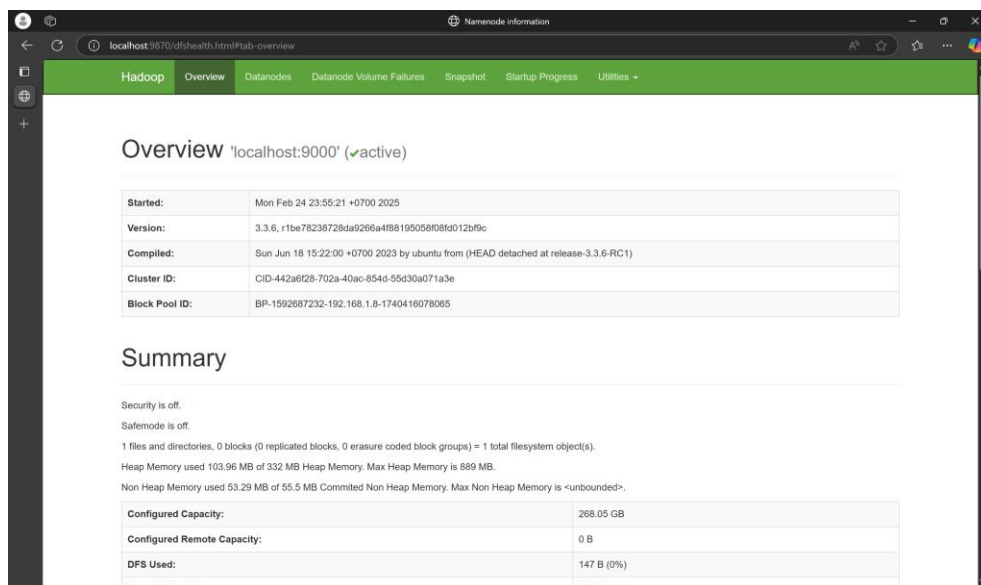 Namenode information
localhost:9870/dfshealth.html#tab-overview
Hadoop Overview Datanodes Datanode Volume Failures Snapshot Startup Progress Utilities
Overview 'localhost:9000' (✔active)
Started: Mon Feb 24 23:55:21 +0700 2025
Version: 3.3.6, r1be78238728da9266a4f88195058f08fd012bf9c
Compiled: Sun Jun 18 15:22:00 +0700 2023 by ubuntu from (HEAD detached at release-3.3.6-RC1)
Cluster ID: CID-442a6f28-702a-40ac-854d-55d30a071a3e
Block Pool ID: BP-1592687232-192.168.1.8-1740416078065
Summary
Security is off.
Safemode is off.
1 files and directories, 0 blocks (0 replicated blocks, 0 erasure coded block groups) = 1 total filesystem object(s).
Heap Memory used 103.96 MB of 332 MB Heap Memory. Max Heap Memory is 889 MB.
Non Heap Memory used 53.29 MB of 55.5 MB Commited Non Heap Memory. Max Non Heap Memory is <unbounded>.
Configured Capacity: 268.05 GB
Configured Remote Capacity: 0 B
DFS Used: 147 B (0%)